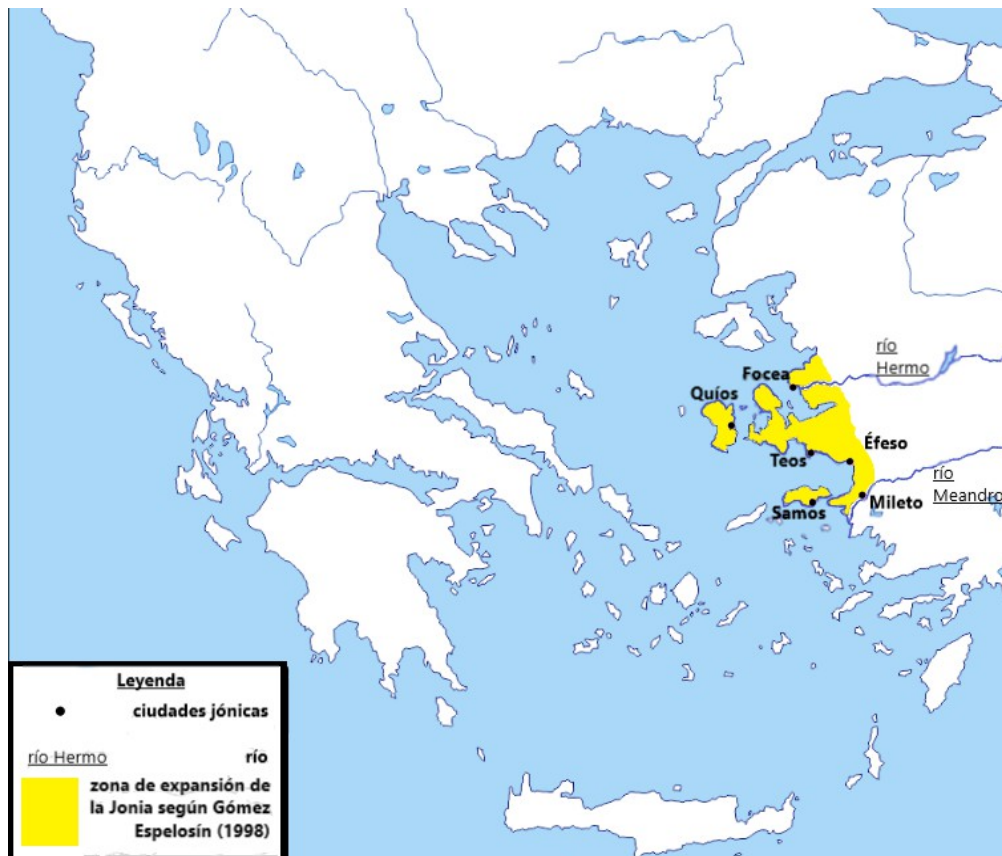 río
Hermo
Focea
Quíos
Teos
Éfeso
río
Meandro
Mileto
Samos
Leyenda
ciudades jónicas
río Hermo río
zona de expansión de
la Jonia según Gómez
Espelosín (1998)